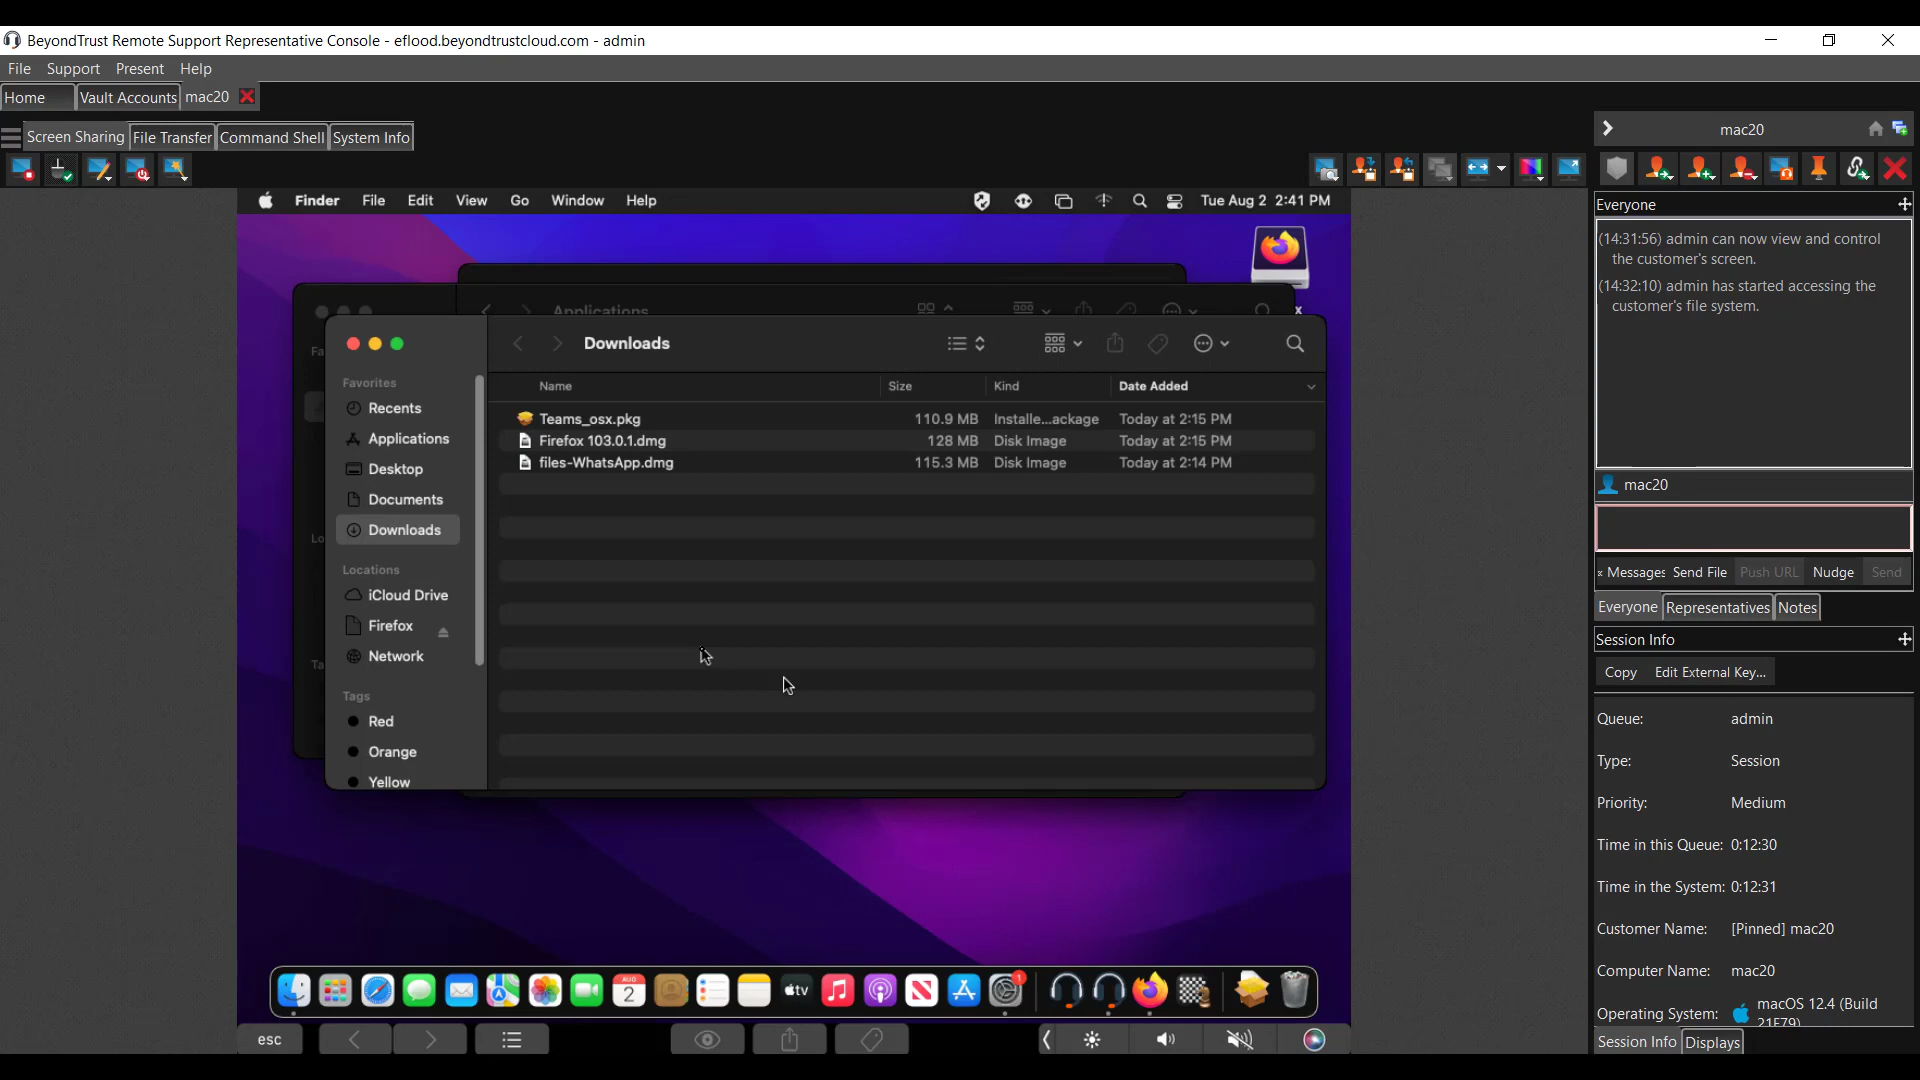 BeyondTrust Remote Support Representative Console - eflood.beyondtrustcloud.com - admin
File Support Present Help
Home Vault Accounts mac20
Screen Sharing File Transfer Command Shell System Info
mac20
Finder File Edit View Go Window Help Tue Aug 2 2:41 PM
Applications
Downloads
Favorites
Recents
Applications
Desktop
Documents
Downloads
Locations
iCloud Drive
Firefox
Network
Tags
Red
Orange
Yellow
Name Size Kind Date Added
Teams_osx.pkg 110.9 MB Installe...ackage Today at 2:15 PM
Firefox 103.0.1.dmg 128 MB Disk Image Today at 2:15 PM
files-WhatsApp.dmg 115.3 MB Disk Image Today at 2:14 PM
AUG
2
tv
1
esc
Everyone
(14:31:56) admin can now view and control
the customer's screen.
(14:32:10) admin has started accessing the
customer's file system.
mac20
« Messages Send File Push URL Nudge Send
Everyone Representatives Notes
Session Info
Copy Edit External Key...
Queue: admin
Type: Session
Priority: Medium
Time in this Queue: 0:12:30
Time in the System: 0:12:31
Customer Name: [Pinned] mac20
Computer Name: mac20
Operating System: macOS 12.4 (Build
21F79)
Session Info Displays